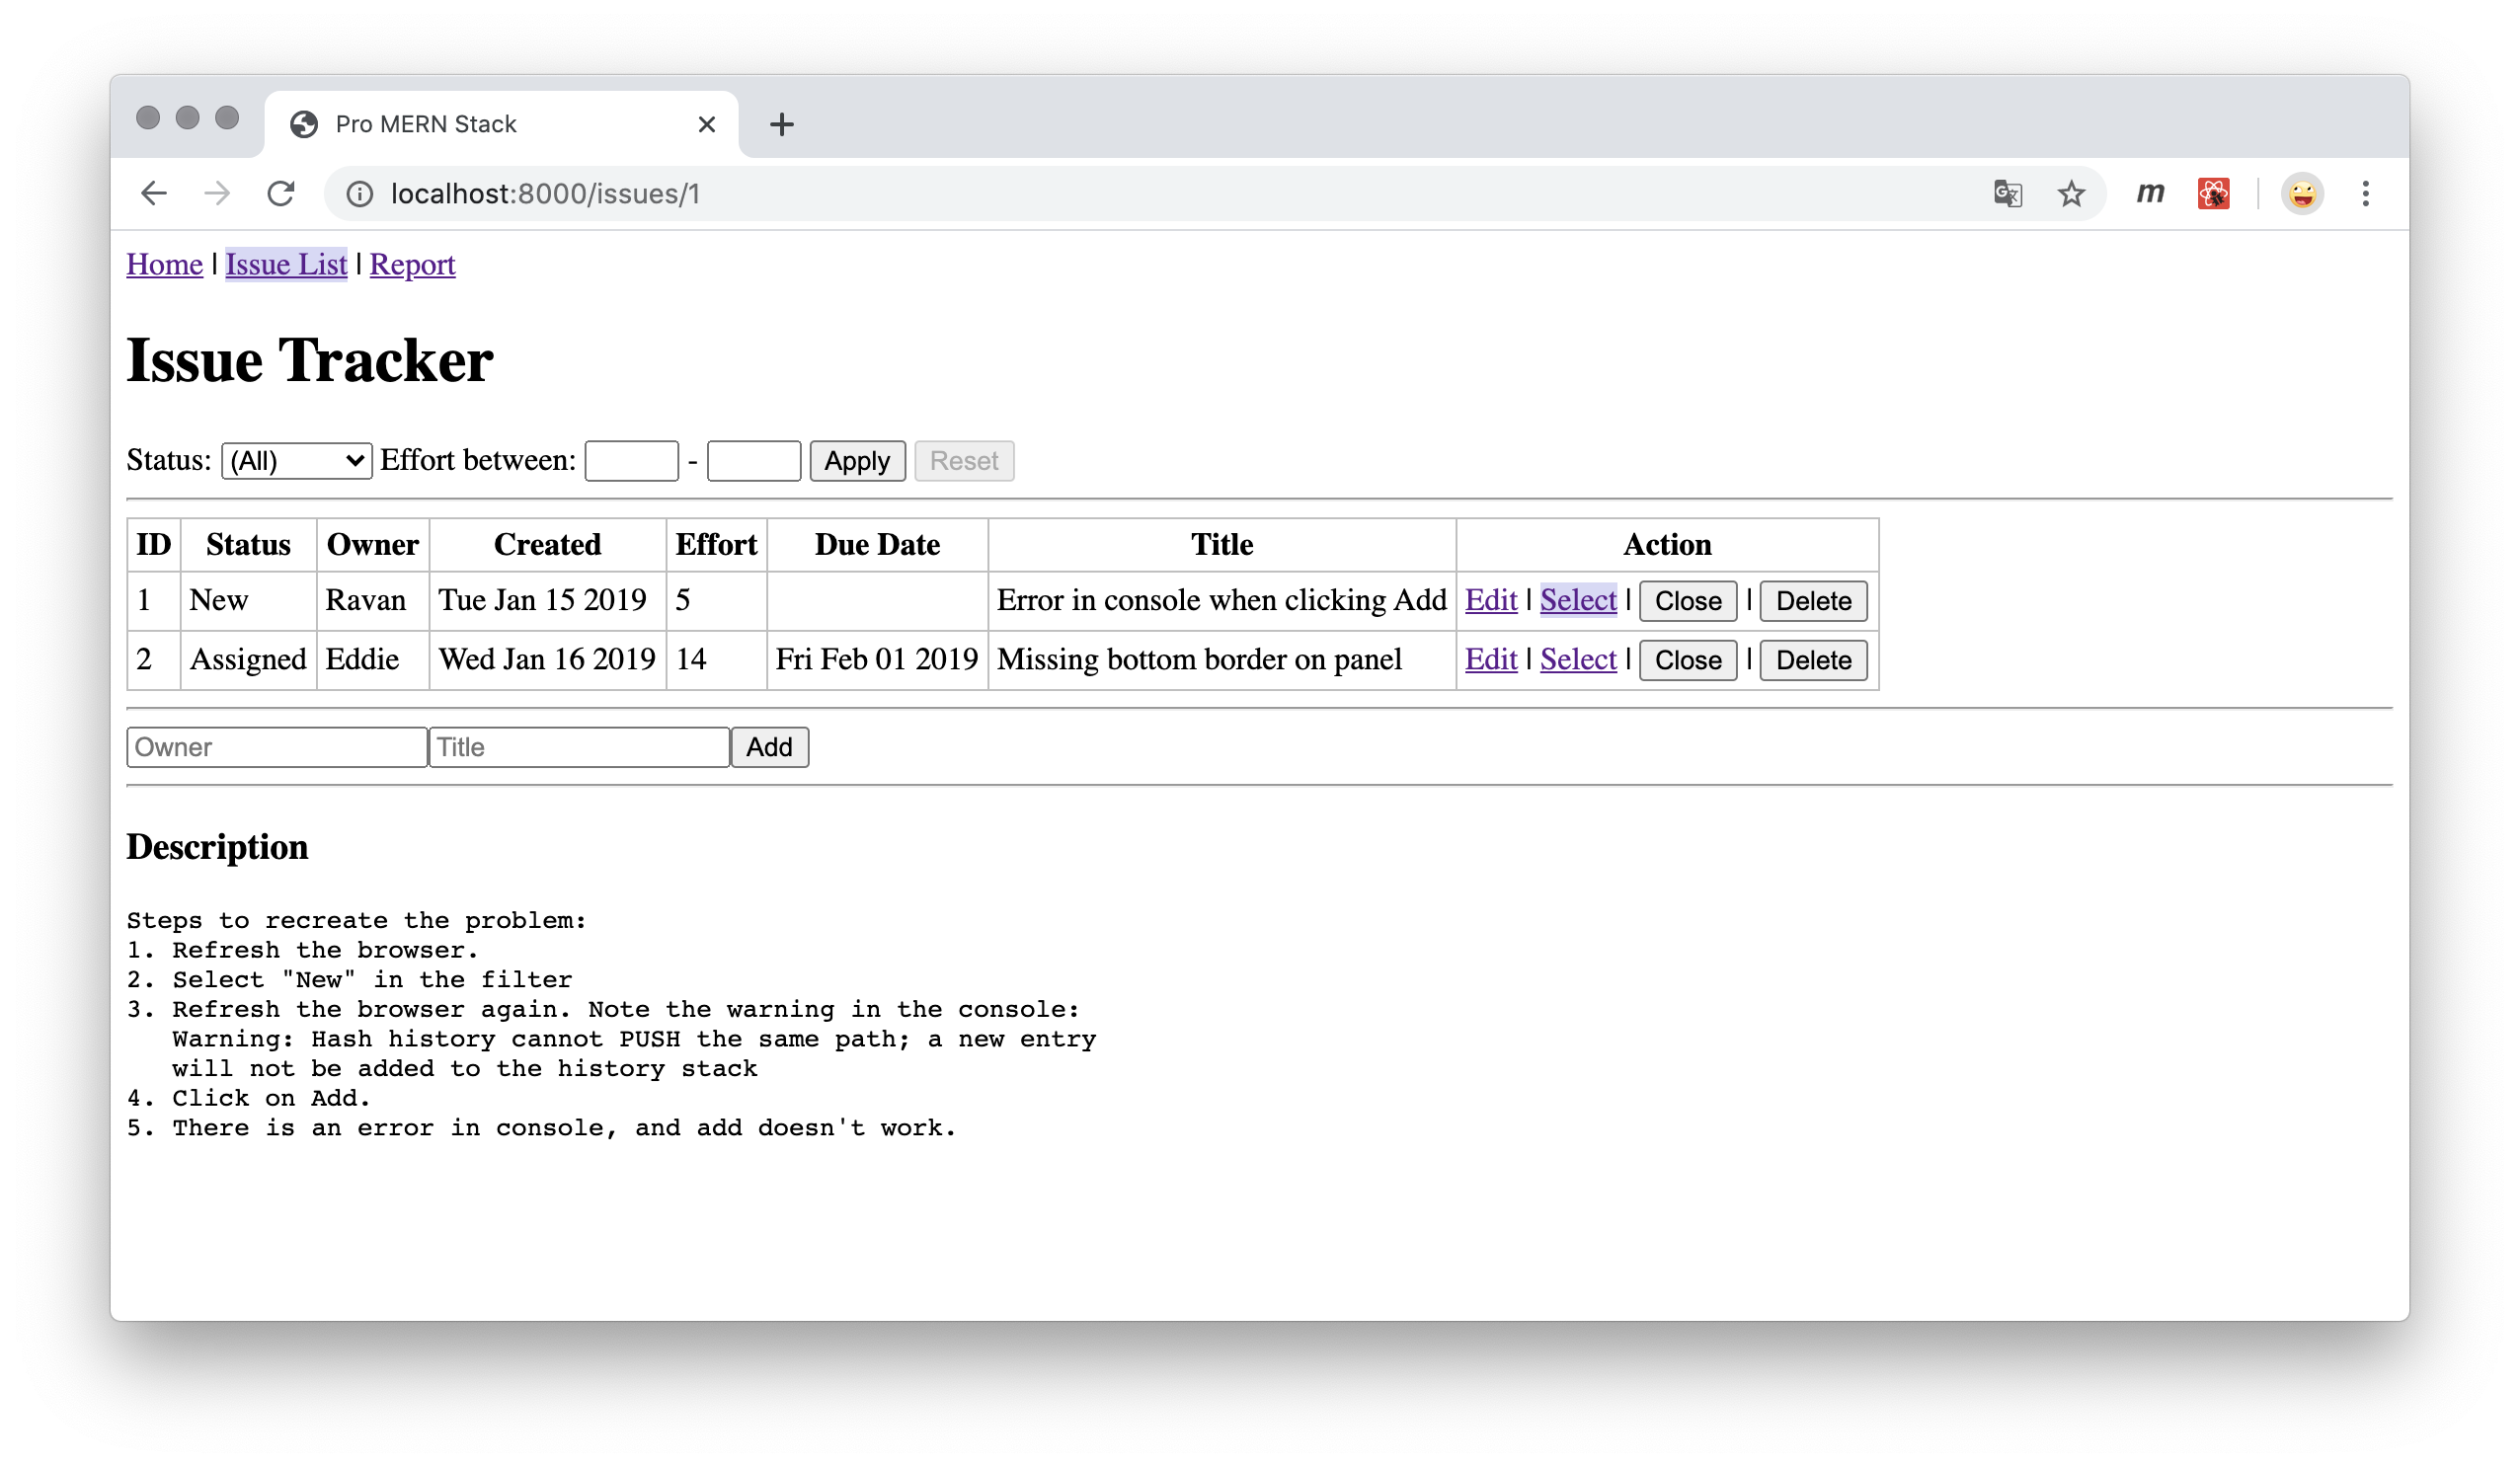 Pro MERN Stack
localhost:8000/issues/1
Home | Issue List | Report
Issue Tracker
Status: (All) Effort between: - Apply Reset
ID Status Owner Created Effort Due Date Title Action
1 New Ravan Tue Jan 15 2019 5 Error in console when clicking Add Edit | Select | Close | Delete
2 Assigned Eddie Wed Jan 16 2019 14 Fri Feb 01 2019 Missing bottom border on panel Edit | Select | Close | Delete
Owner Title Add
Description
Steps to recreate the problem:
1. Refresh the browser.
2. Select "New" in the filter
3. Refresh the browser again. Note the warning in the console:
Warning: Hash history cannot PUSH the same path; a new entry
will not be added to the history stack
4. Click on Add.
5. There is an error in console, and add doesn't work.